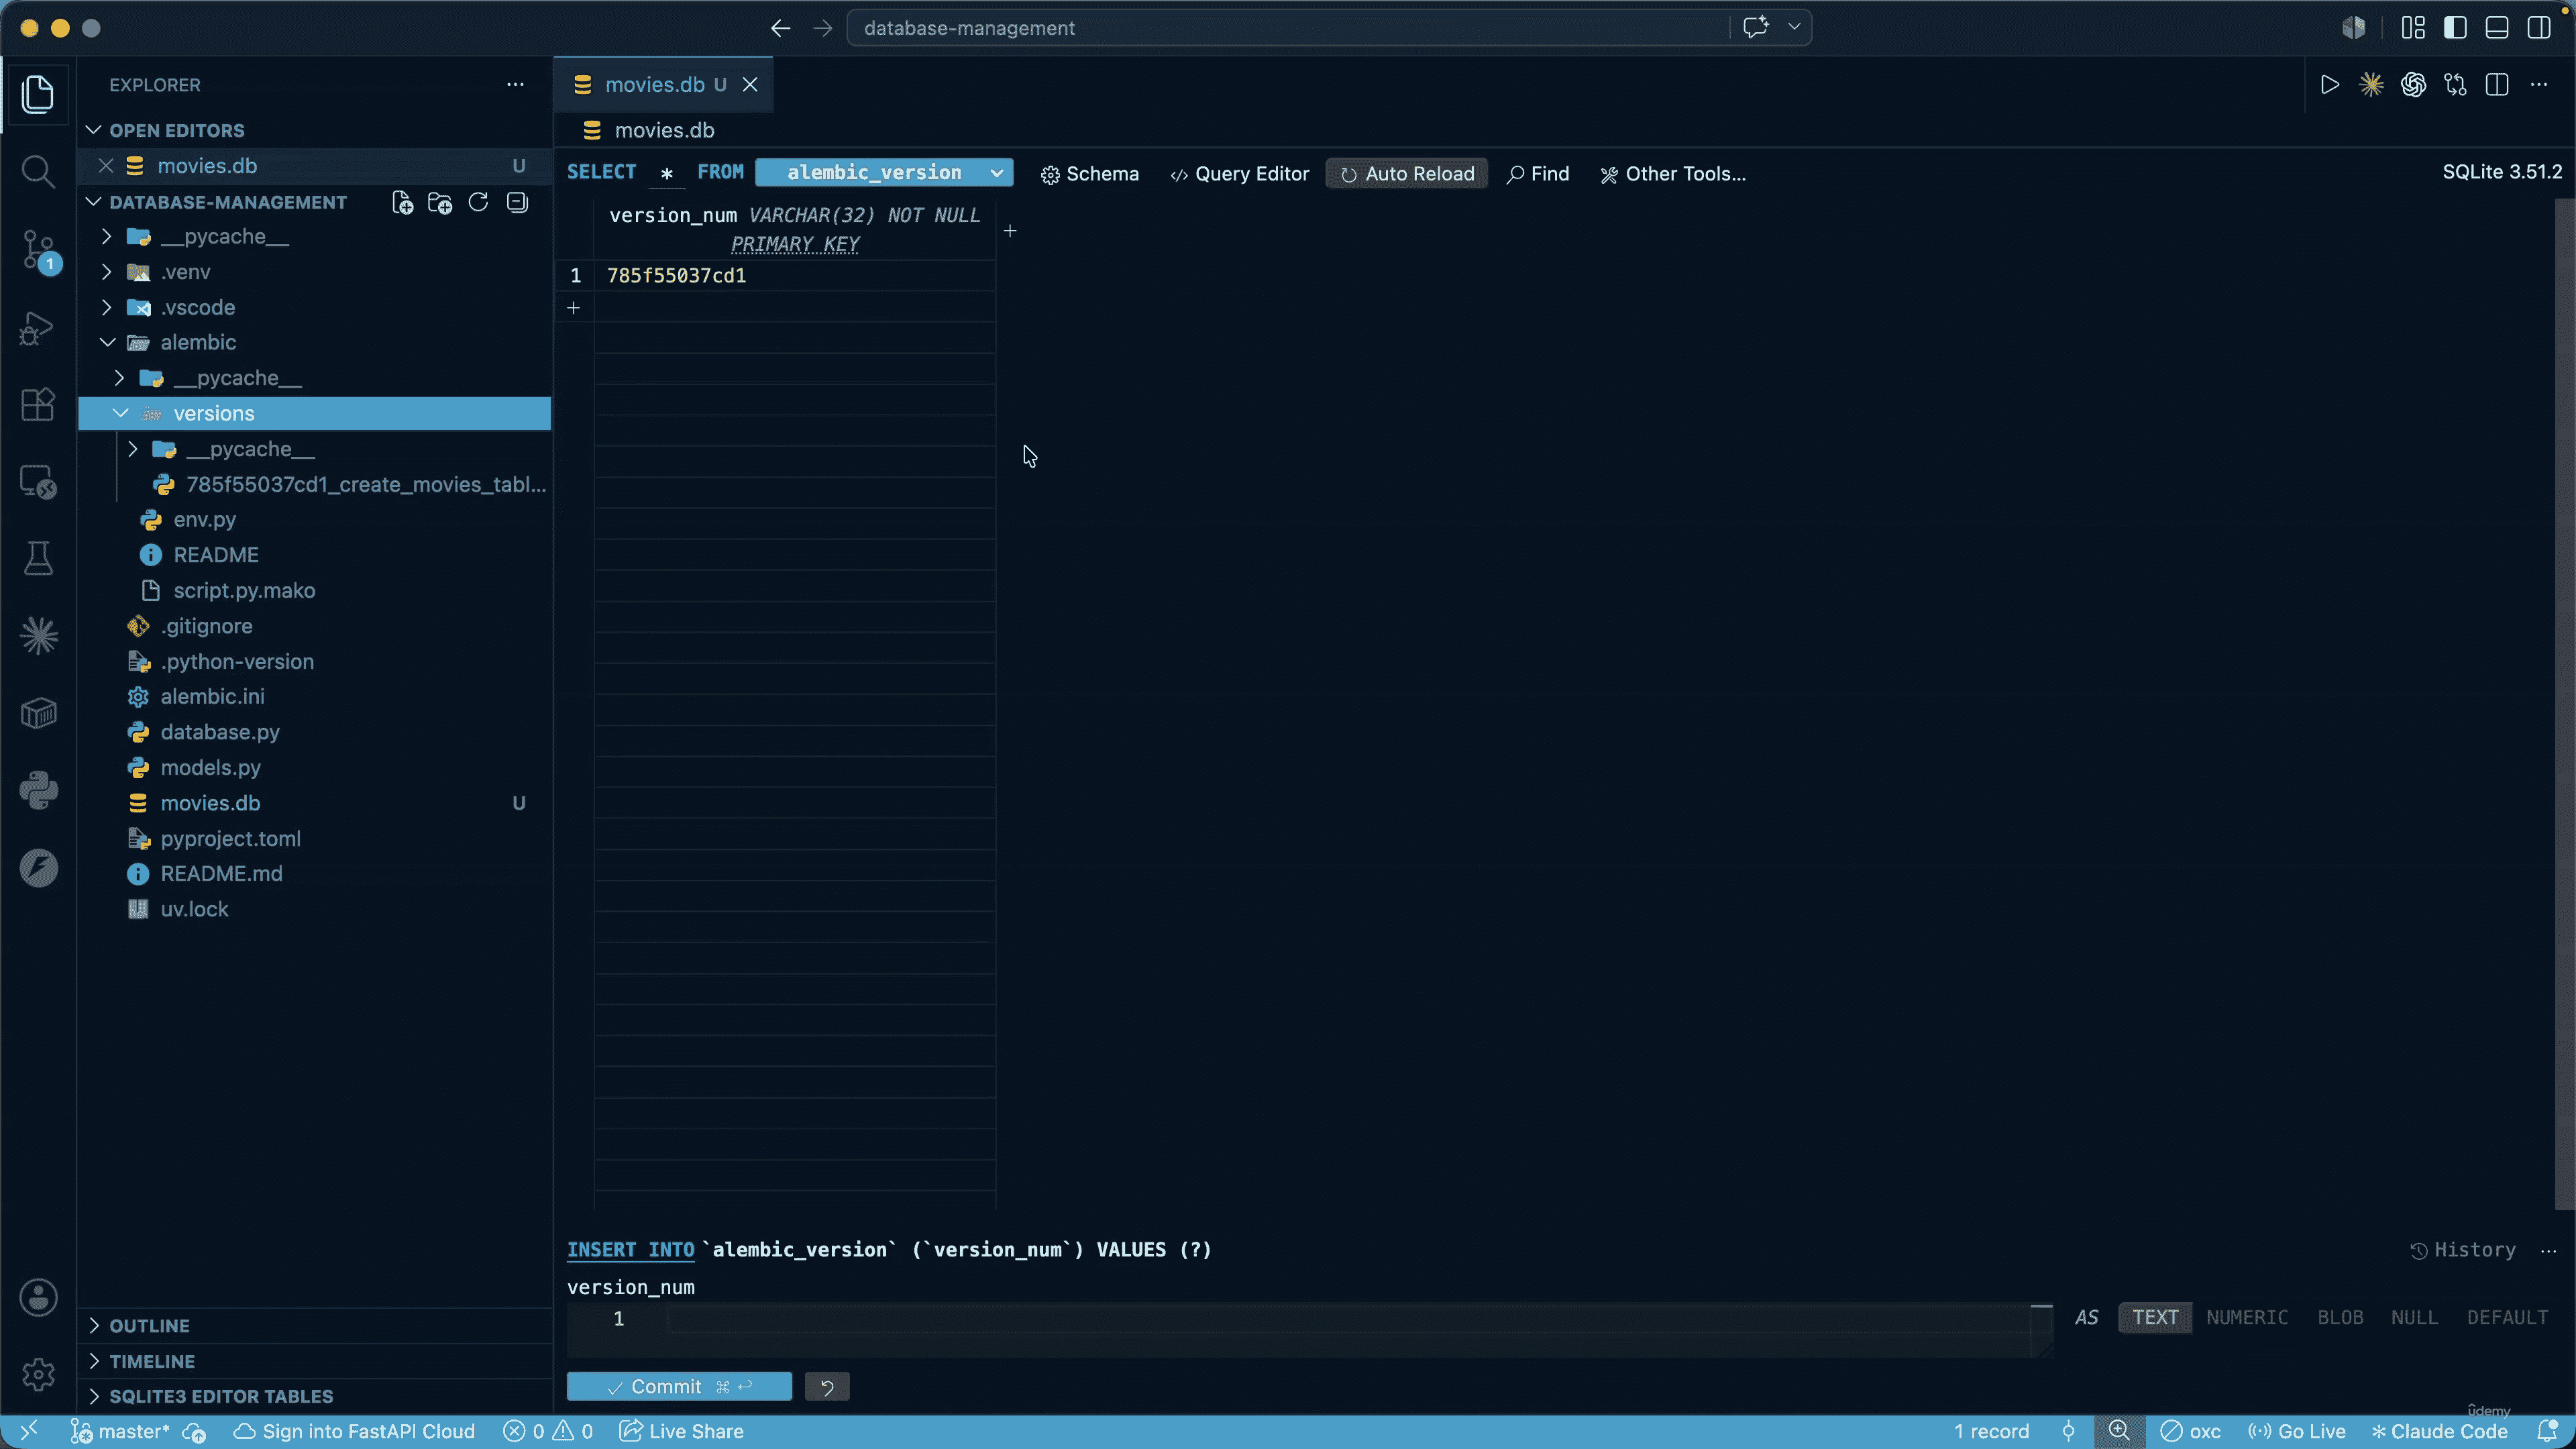 database-management
EXPLORER
movies.db U
OPEN EDITORS
movies.db
movies.db U
SELECT * FROM alembic_version Schema Query Editor Auto Reload Find Other Tools... SQLite 3.51.2
DATABASE-MANAGEMENT
version_num VARCHAR(32) NOT NULL
PRIMARY KEY
1 785f55037cd1
__pycache__
.venv
.vscode
alembic
__pycache__
versions
__pycache__
785f55037cd1_create_movies_tabl...
env.py
README
script.py.mako
.gitignore
.python-version
alembic.ini
database.py
models.py
movies.db U
pyproject.toml
README.md
uv.lock
1
INSERT INTO `alembic_version` (`version_num`) VALUES (?)
History
version_num
1
AS TEXT NUMERIC BLOB NULL DEFAULT
Commit ⌘
OUTLINE
TIMELINE
SQLITE3 EDITOR TABLES
udemy
master* Sign into FastAPI Cloud 0 0 Live Share 1 record oxc Go Live Claude Code